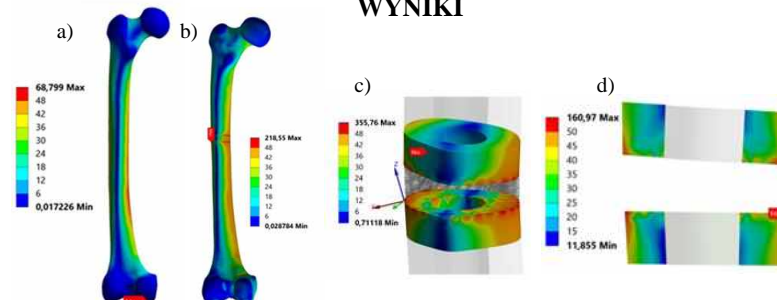 WYNIKI
a)
b)
c)
d)
68,799 Max
48
42
36
30
24
18
12
6
0,017226 Min
218,55 Max
48
42
36
30
24
18
12
6
0,028784 Min
355,76 Max
48
42
36
30
24
18
12
6
0,71118 Min
160,97 Max
50
45
40
35
30
25
20
15
11,855 Min